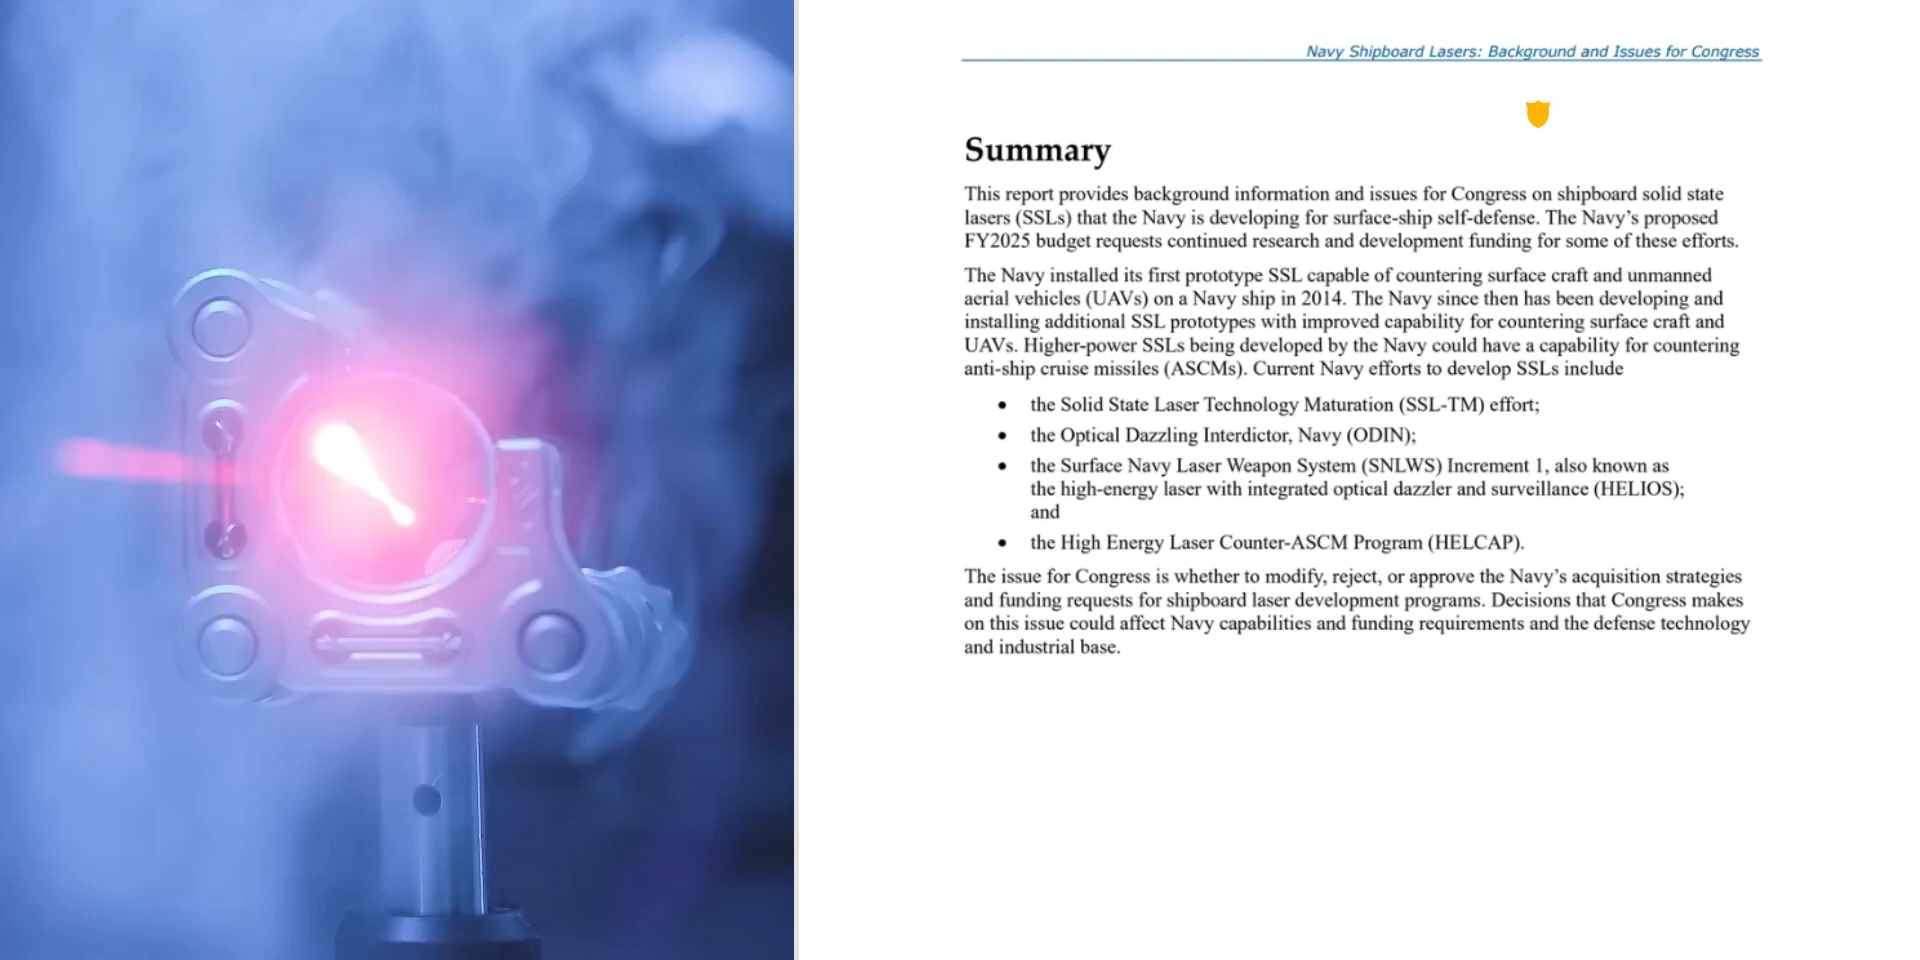 Navy Shipboard Lasers: Background and Issues for Congress
Summary
This report provides background information and issues for Congress on shipboard solid state
lasers (SSLs) that the Navy is developing for surface-ship self-defense. The Navy's proposed
FY2025 budget requests continued research and development funding for some of these efforts.
The Navy installed its first prototype SSL capable of countering surface craft and unmanned
aerial vehicles (UAVs) on a Navy ship in 2014. The Navy since then has been developing and
installing additional SSL prototypes with improved capability for countering surface craft and
UAVs. Higher-power SSLs being developed by the Navy could have a capability for countering
anti-ship cruise missiles (ASCMs). Current Navy efforts to develop SSLs include
• the Solid State Laser Technology Maturation (SSL-TM) effort;
• the Optical Dazzling Interdictor, Navy (ODIN);
• the Surface Navy Laser Weapon System (SNLWS) Increment 1, also known as
the high-energy laser with integrated optical dazzler and surveillance (HELIOS);
and
• the High Energy Laser Counter-ASCM Program (HELCAP).
The issue for Congress is whether to modify, reject, or approve the Navy's acquisition strategies
and funding requests for shipboard laser development programs. Decisions that Congress makes
on this issue could affect Navy capabilities and funding requirements and the defense technology
and industrial base.
Defense News